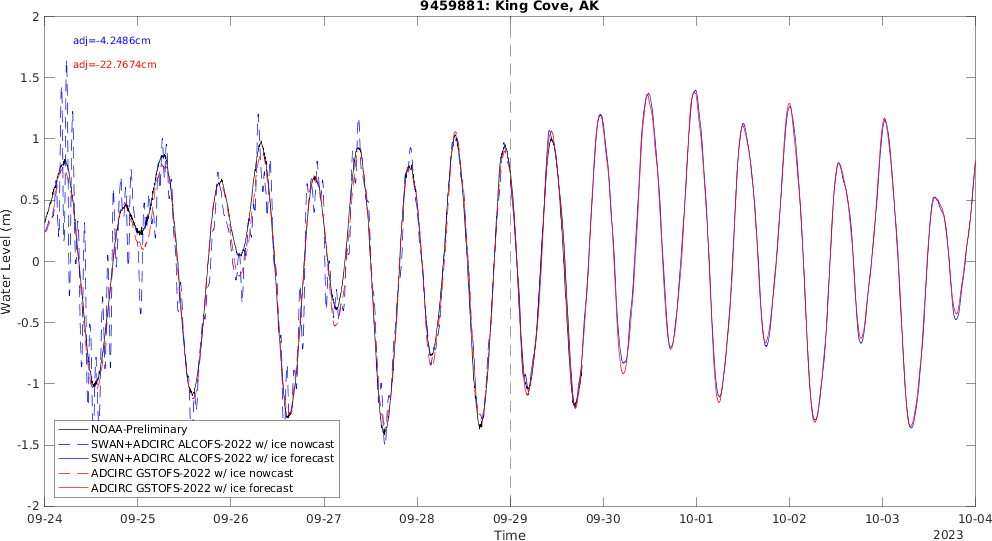 9459881: King Cove, AK
2
1.5
1
0.5
0
-0.5
-1
-1.5
-2
Water Level (m)
adj=-4.2486cm
adj=-22.7674cm
NOAA-Preliminary
SWAN+ADCIRC ALCOFS-2022 w/ ice nowcast
SWAN+ADCIRC ALCOFS-2022 w/ ice forecast
ADCIRC GSTOFS-2022 w/ ice nowcast
ADCIRC GSTOFS-2022 w/ ice forecast
09-24 09-25 09-26 09-27 09-28 09-29 09-30 10-01 10-02 10-03 10-04
Time
2023